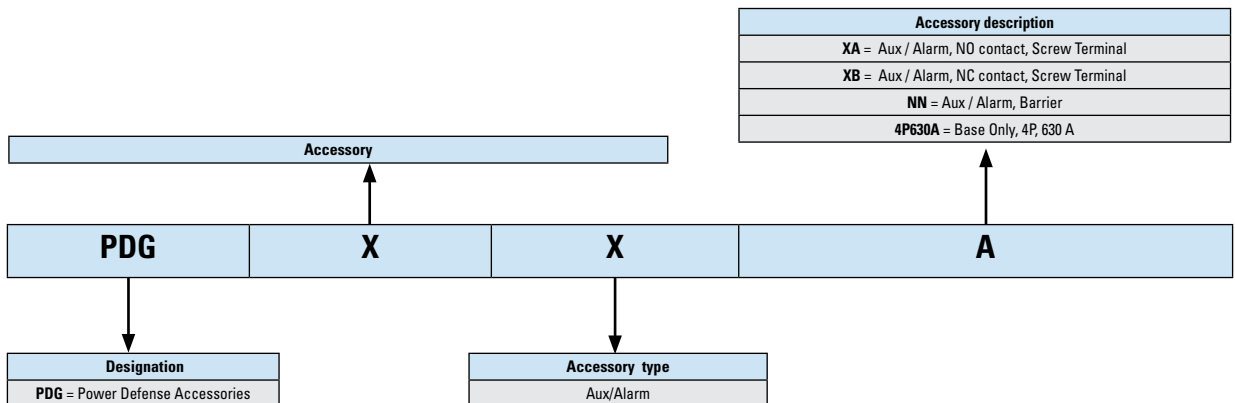 Accessory description
XA = Aux / Alarm, NO contact, Screw Terminal
XB = Aux / Alarm, NC contact, Screw Terminal
NN = Aux / Alarm, Barrier
4P630A = Base Only, 4P, 630 A
Accessory
PDG X X A
Designation
PDG = Power Defense Accessories
Accessory type
Aux/Alarm